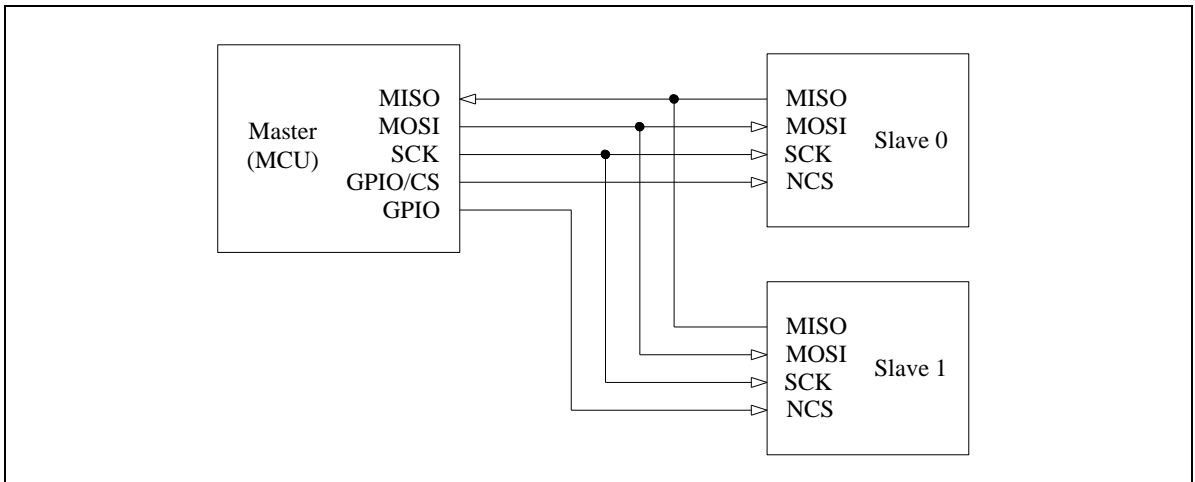 Master
(MCU)
MISO
MOSI
SCK
GPIO/CS
GPIO
MISO
MOSI
SCK
NCS
Slave 0
MISO
MOSI
SCK
NCS
Slave 1